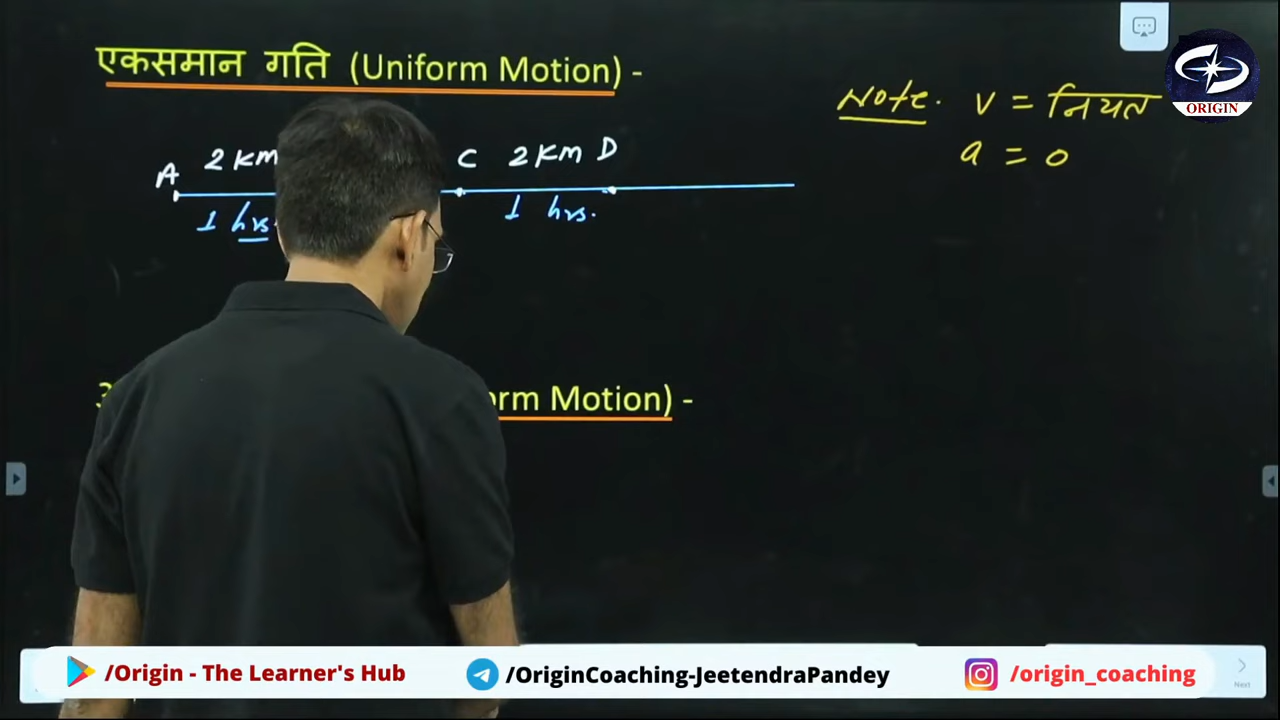 एकसमान गति (Uniform Motion) -
Note. v = नियत
a = 0
ORIGIN
A 2 Km C 2 Km D
1 hrs. 1 hrs.
orm Motion) -
/Origin - The Learner's Hub
/OriginCoaching-JeetendraPandey
/origin_coaching
Next